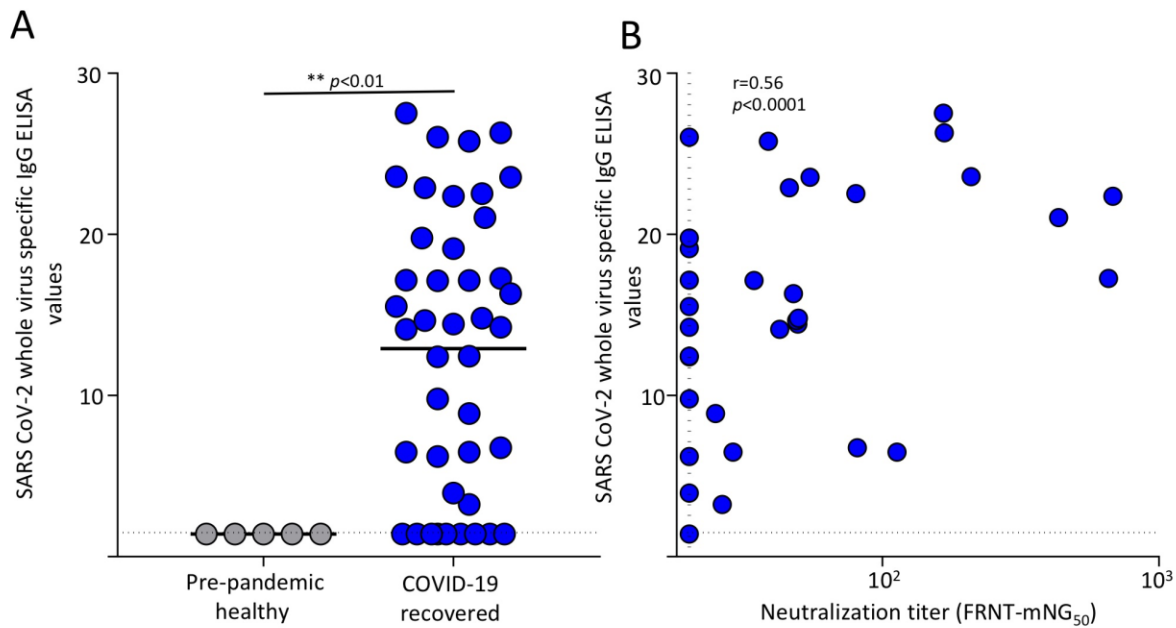 A
SARS CoV-2 whole virus specific IgG ELISA
values
30
20
10
** p<0.01
Pre-pandemic
healthy
COVID-19
recovered
B
SARS CoV-2 whole virus specific IgG ELISA
values
30
20
10
r=0.56
p<0.0001
10²
10³
Neutralization titer (FRNT-mNG₅₀)